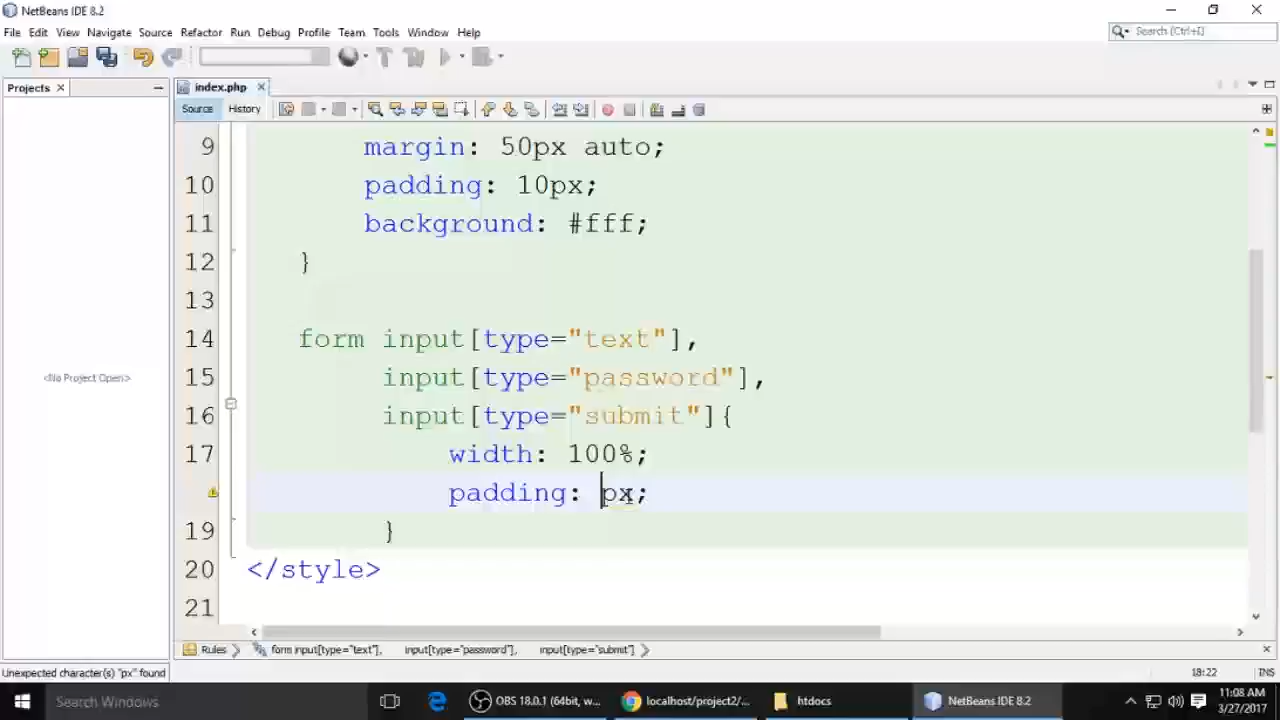 NetBeans IDE 8.2
File Edit View Navigate Source Refactor Run Debug Profile Team Tools Window Help
Search (Ctrl+I)
Projects
index.php
Source History
9 margin: 50px auto;
10 padding: 10px;
11 background: #fff;
12 }
13
14 form input[type="text"],
15 input[type="password"],
16 input[type="submit"]{
17 width: 100%;
padding: px;
19 }
20 </style>
21
<No Project Open>
Rules form input[type="text"], input[type="password"], input[type="submit"]
Unexpected character(s) "px" found
18:22 INS
Search Windows
OBS 18.0.1 (64bit, w...
localhost/project2/...
htdocs
NetBeans IDE 8.2
11:08 AM
3/27/2017